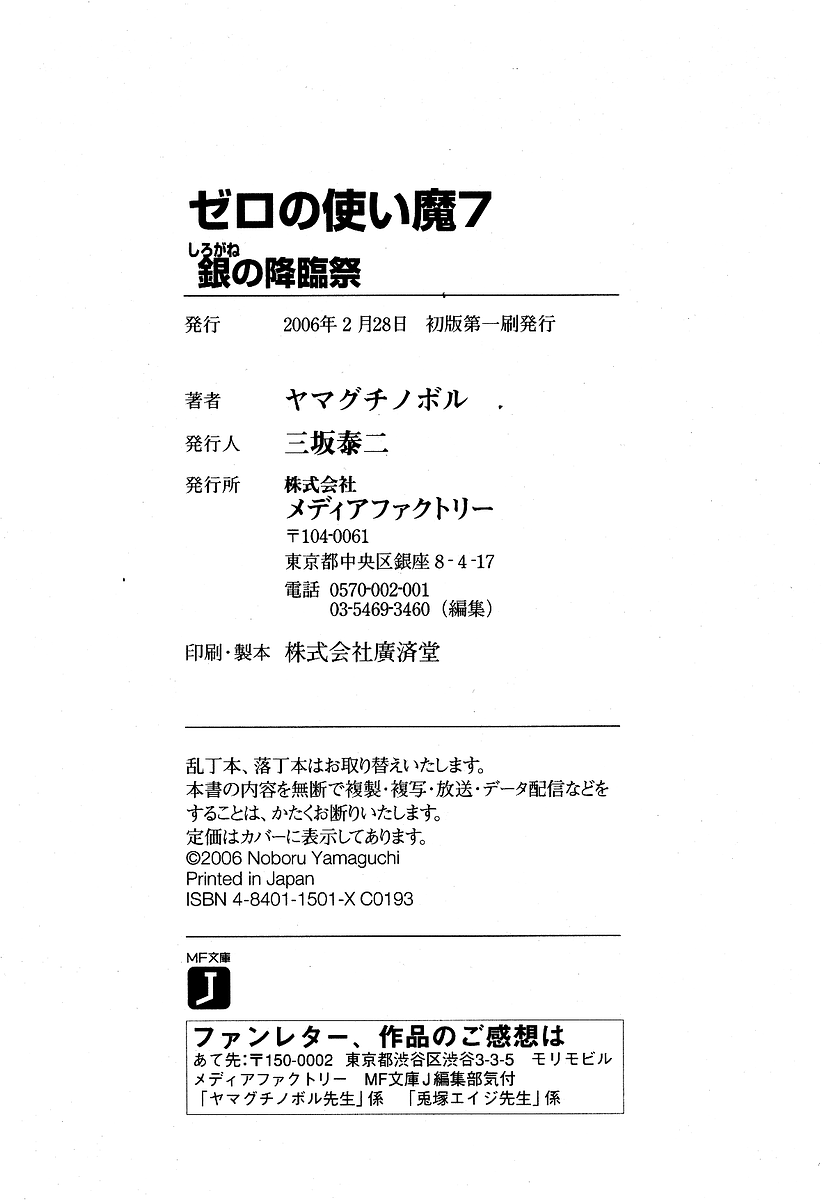 ゼロの使い魔7
しろがね
銀の降臨祭
発行 2006年2月28日 初版第一刷発行
著者 ヤマグチノボル
発行人 三坂泰二
発行所 株式会社
メディアファクトリー
〒104-0061
東京都中央区銀座8-4-17
電話 0570-002-001
03-5469-3460（編集）
印刷・製本 株式会社廣済堂
乱丁本、落丁本はお取り替えいたします。
本書の内容を無断で複製・複写・放送・データ配信などを
することは、かたくお断りいたします。
定価はカバーに表示してあります。
©2006 Noboru Yamaguchi
Printed in Japan
ISBN 4-8401-1501-X C0193
MF文庫
J
ファンレター、作品のご感想は
あて先:〒150-0002 東京都渋谷区渋谷3-3-5 モリモビル
メディアファクトリー MF文庫J編集部気付
「ヤマグチノボル先生」係 「兎塚エイジ先生」係